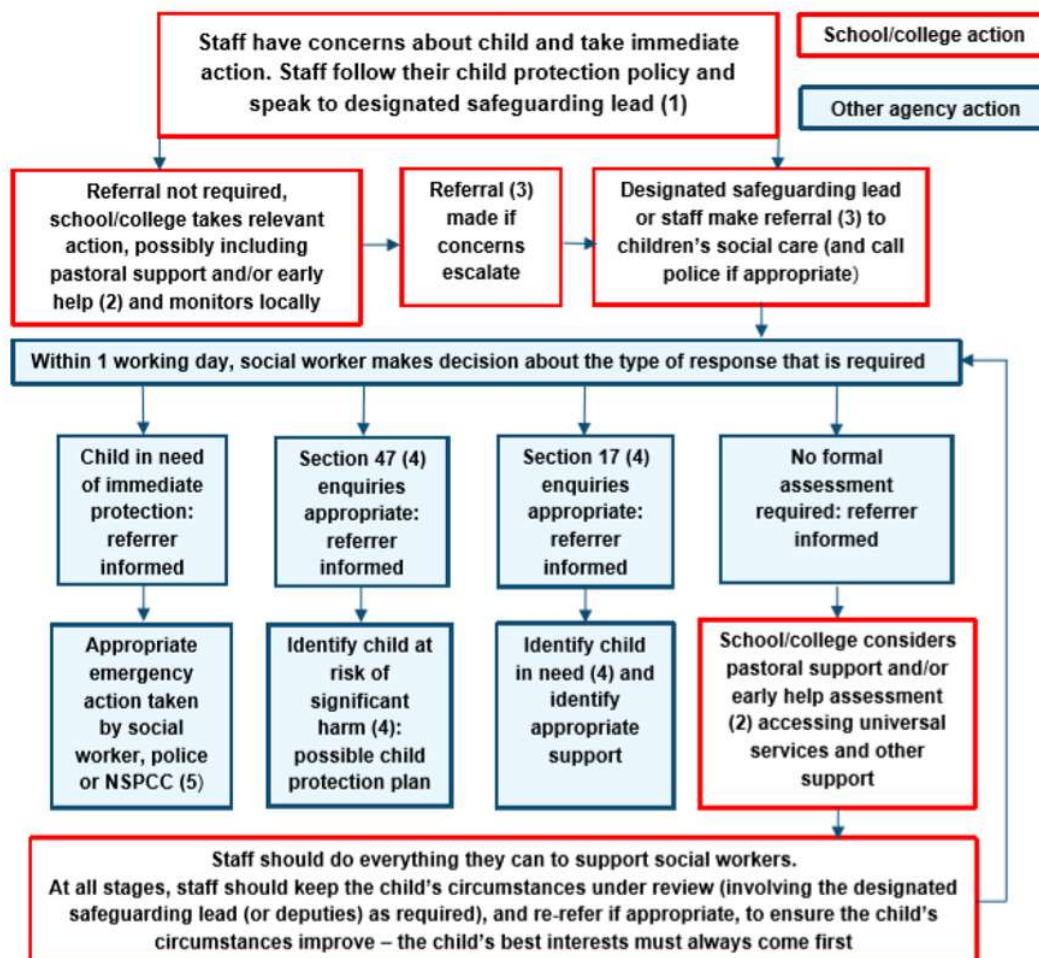 Staff have concerns about child and take immediate
action. Staff follow their child protection policy and
speak to designated safeguarding lead (1)
School/college action
Other agency action
Referral not required,
school/college takes relevant
action, possibly including
pastoral support and/or early
help (2) and monitors locally
Referral (3)
made if
concerns
escalate
Designated safeguarding lead
or staff make referral (3) to
children’s social care (and call
police if appropriate)
Within 1 working day, social worker makes decision about the type of response that is required
Child in need
of immediate
protection:
referrer
informed
Section 47 (4)
enquiries
appropriate:
referrer
informed
Section 17 (4)
enquiries
appropriate:
referrer
informed
No formal
assessment
required: referrer
informed
Appropriate
emergency
action taken
by social
worker, police
or NSPCC (5)
Identify child at
risk of
significant
harm (4):
possible child
protection plan
Identify child
in need (4) and
identify
appropriate
support
School/college considers
pastoral support and/or
early help assessment
(2) accessing universal
services and other
support
Staff should do everything they can to support social workers.
At all stages, staff should keep the child’s circumstances under review (involving the designated
safeguarding lead (or deputies) as required), and re-refer if appropriate, to ensure the child’s
circumstances improve – the child’s best interests must always come first